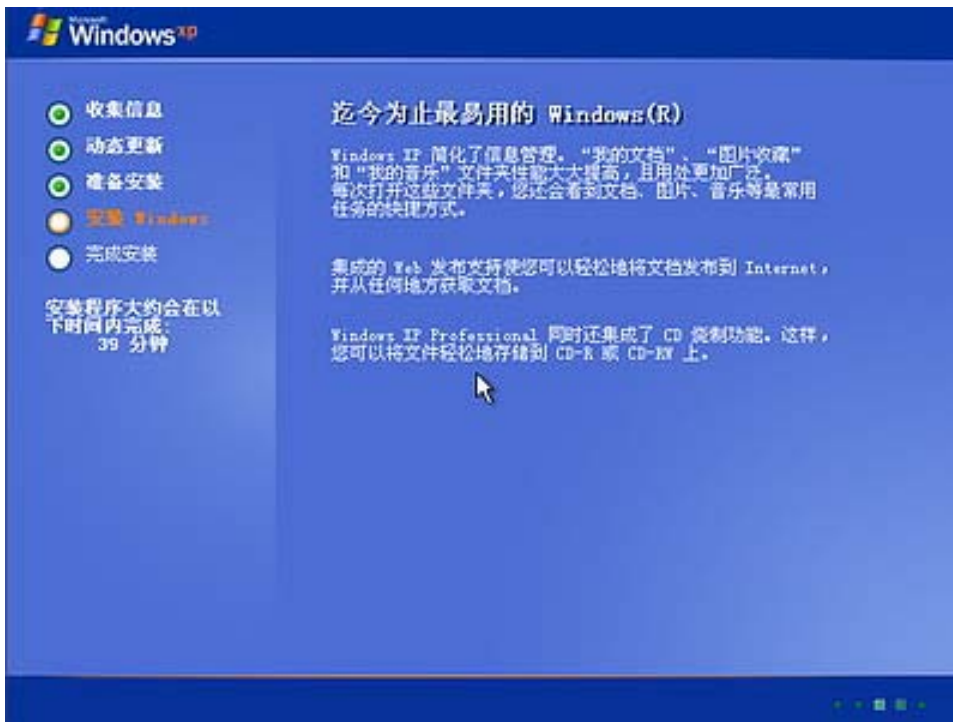 Microsoft
Windows xp
收集信息
动态更新
准备安装
安装 Windows
完成安装
安装程序大约会在以
下时间内完成:
39 分钟
迄今为止最易用的 Windows(R)
Windows XP 简化了信息管理。“我的文档”、“图片收藏”
和“我的音乐”文件夹性能大大提高，且用处更加广泛。
每次打开这些文件夹，您还会看到文档、图片、音乐等最常用
任务的快捷方式。
集成的 Web 发布支持使您可以轻松地将文档发布到 Internet，
并从任何地方获取文档。
Windows XP Professional 同时还集成了 CD 烧制功能。这样，
您可以将文件轻松地存储到 CD-R 或 CD-RW 上。